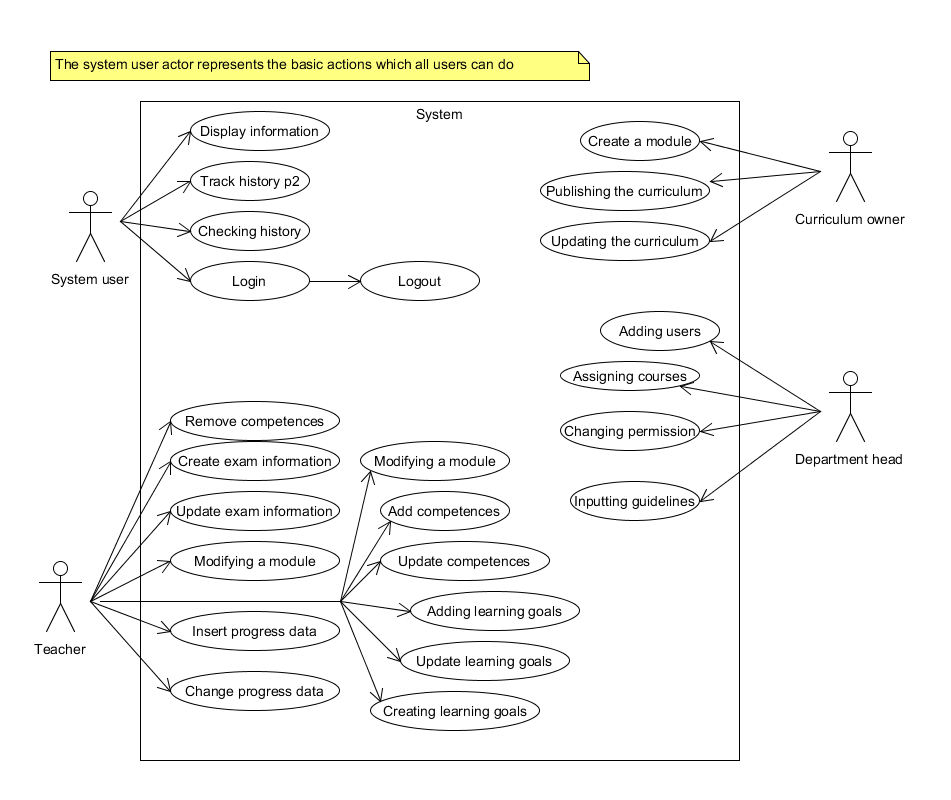 The system user actor represents the basic actions which all users can do
System
Display information
Track history p2
Checking history
Login
Logout
System user
Create a module
Publishing the curriculum
Updating the curriculum
Curriculum owner
Adding users
Assigning courses
Changing permission
Inputting guidelines
Department head
Remove competences
Create exam information
Update exam information
Modifying a module
Insert progress data
Change progress data
Teacher
Modifying a module
Add competences
Update competences
Adding learning goals
Update learning goals
Creating learning goals